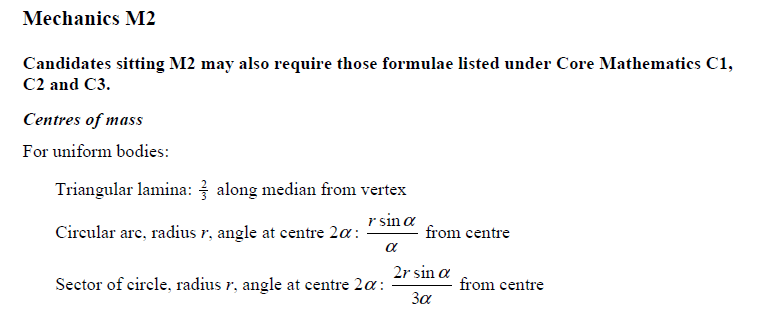 Mechanics M2
Candidates sitting M2 may also require those formulae listed under Core Mathematics C1,
C2 and C3.
Centres of mass
For uniform bodies:
Triangular lamina: 2/3 along median from vertex
Circular arc, radius r, angle at centre 2α: r sin α / α from centre
Sector of circle, radius r, angle at centre 2α: 2r sin α / 3α from centre